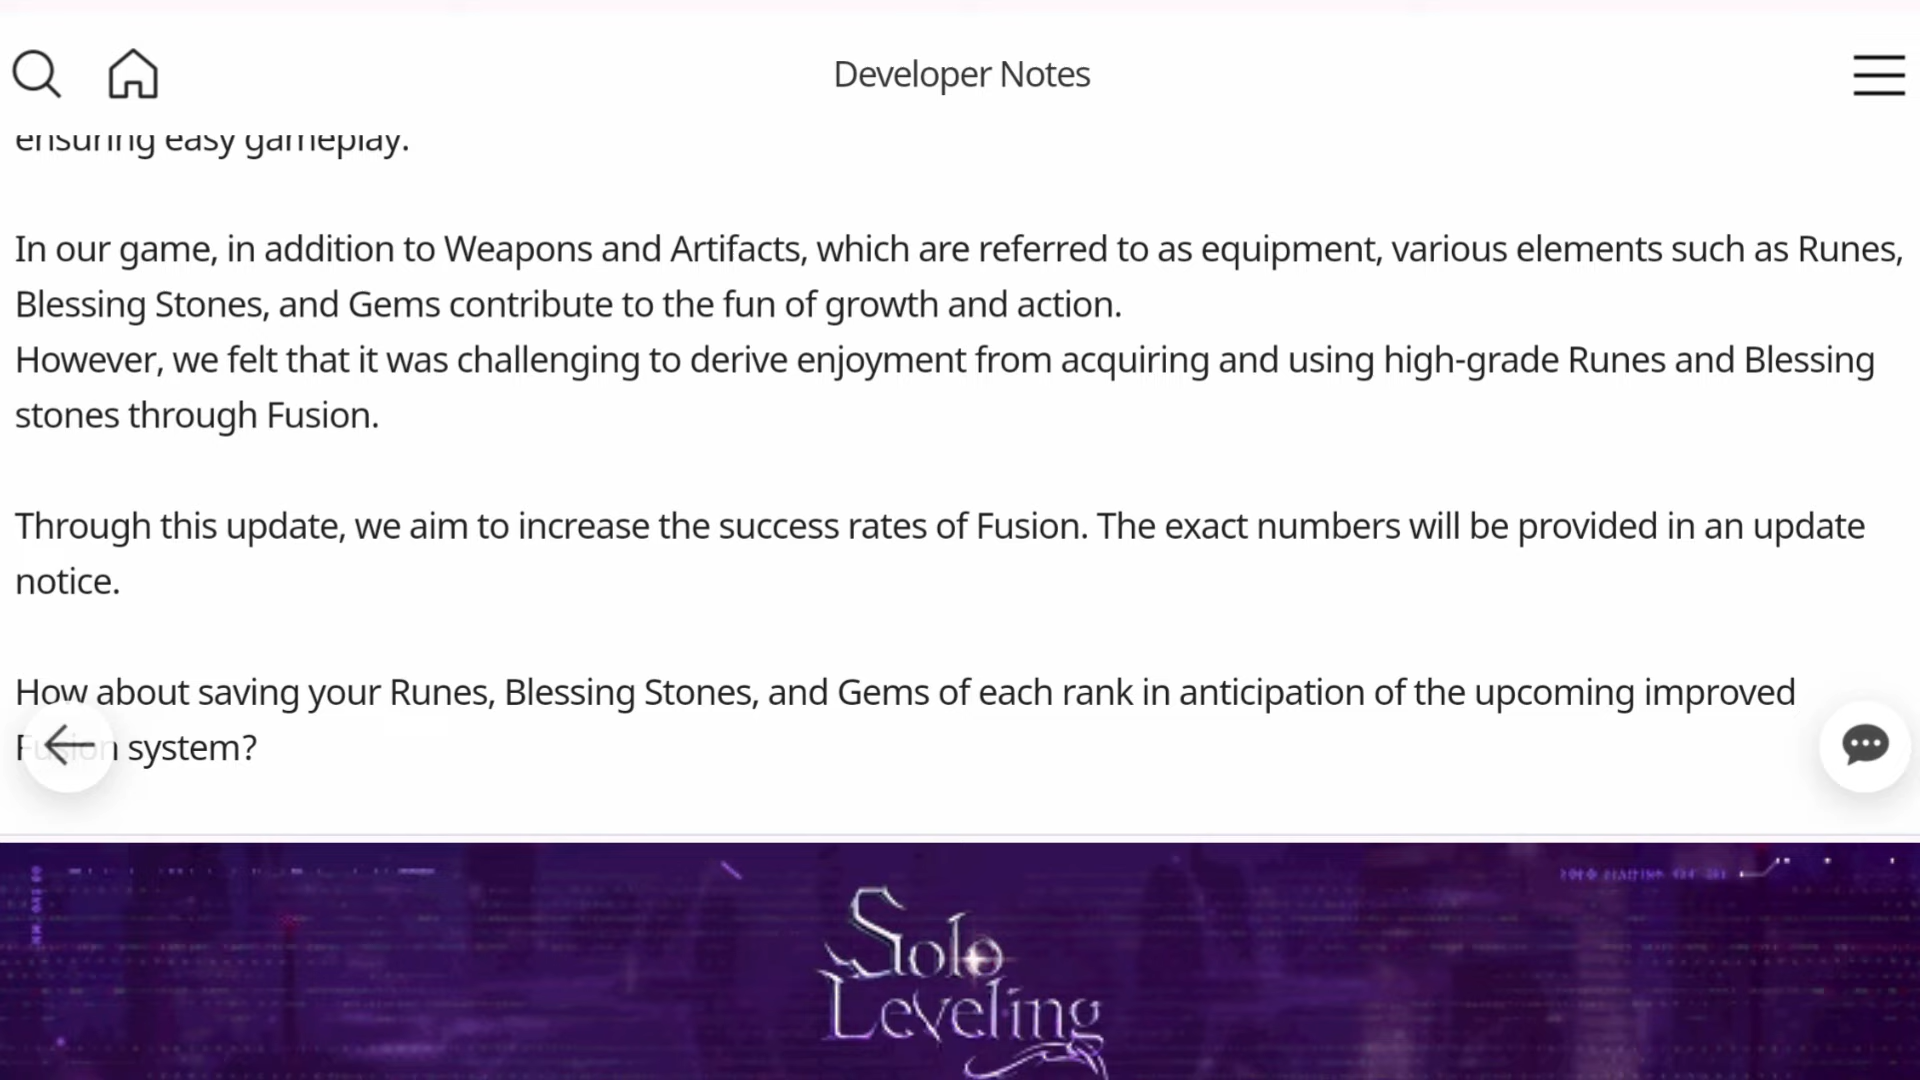 Developer Notes
ensuring easy gameplay.
In our game, in addition to Weapons and Artifacts, which are referred to as equipment, various elements such as Runes,
Blessing Stones, and Gems contribute to the fun of growth and action.
However, we felt that it was challenging to derive enjoyment from acquiring and using high-grade Runes and Blessing
stones through Fusion.
Through this update, we aim to increase the success rates of Fusion. The exact numbers will be provided in an update
notice.
How about saving your Runes, Blessing Stones, and Gems of each rank in anticipation of the upcoming improved
Fusion system?
Solo
Leveling